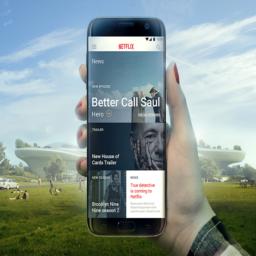 NETFLIX
News
NEW EPISODE
Better Call Saul
Hero
TRAILER
New House of
Cards Trailer
NEWS
True detective
is coming to
Netflix
NEW SEASON
Brooklyn Nine
Nine season 2